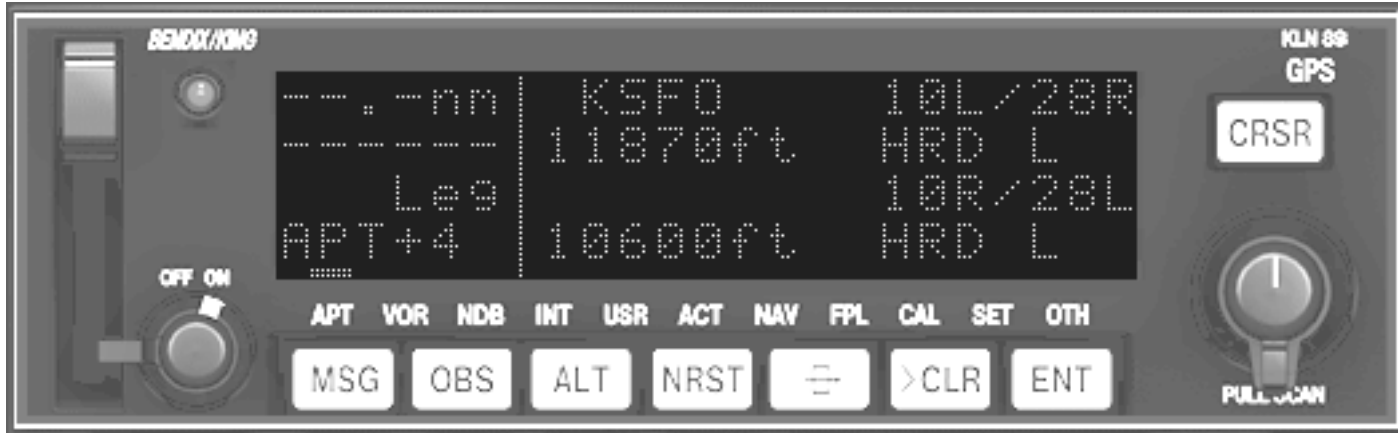 BENDIX/KING
KLN 89
GPS
--.-nm KSFO 10L/28R
------ 11870ft HRD L
Leg 10R/28L
APT+4 10600ft HRD L
CRSR
OFF ON
APT VOR NDB INT USR ACT NAV FPL CAL SET OTH
MSG OBS ALT NRST >CLR ENT
PULL SCAN